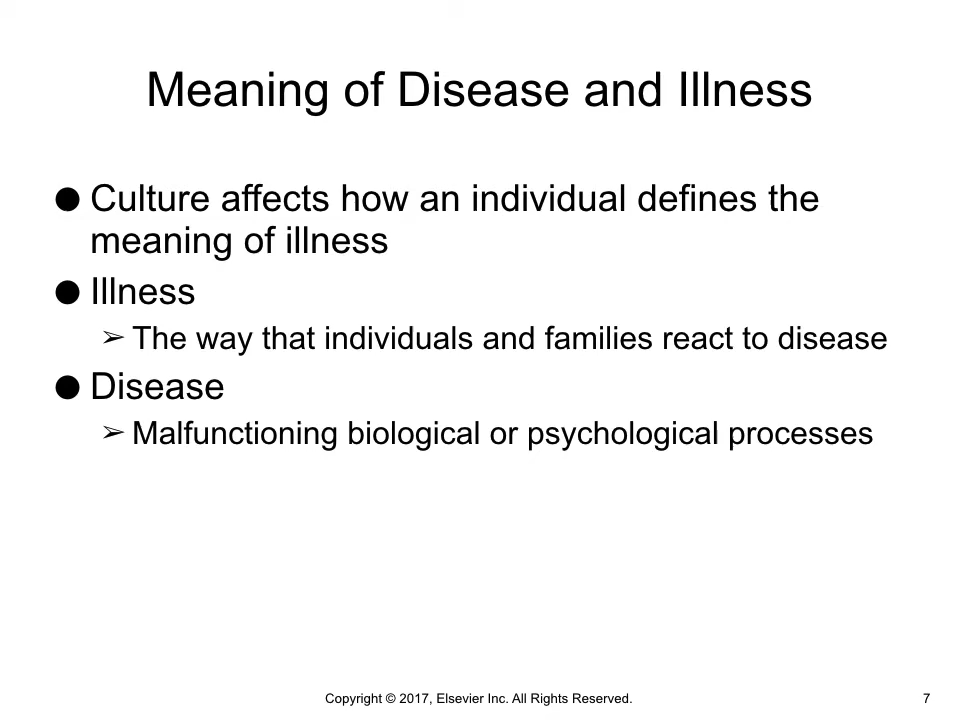 Meaning of Disease and Illness
● Culture affects how an individual defines the
meaning of illness
● Illness
➢ The way that individuals and families react to disease
● Disease
➢ Malfunctioning biological or psychological processes
Copyright © 2017, Elsevier Inc. All Rights Reserved.
7